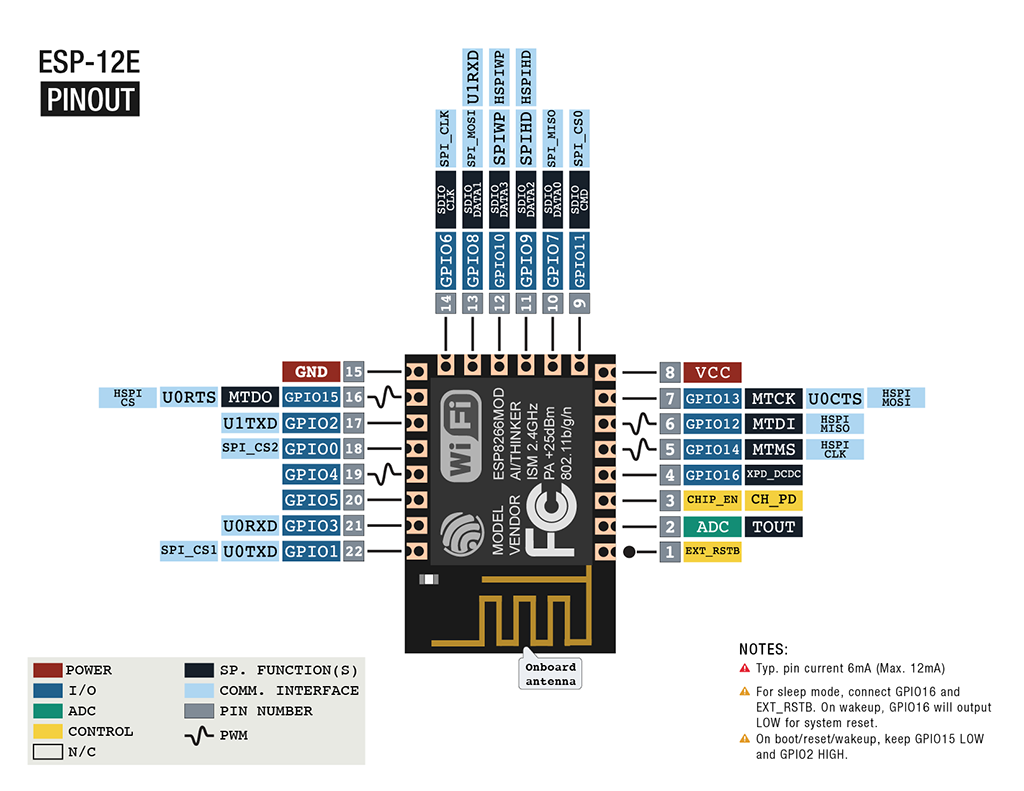 ESP-12E
PINOUT
U1RXD
HSPIWP
HSPIHD
SPI_CLK
SPI_MOSI
SPIWP
SPIHD
SPI_MISO
SPI_CS0
SDIO
CLK
SDIO
DATA1
SDIO
DATA3
SDIO
DATA2
SDIO
DATA0
SDIO
CMD
GPIO6
GPIO8
GPIO10
GPIO9
GPIO7
GPIO11
14
13
12
11
10
9
GND 15
HSPI
CS
U0RTS MTDO GPIO15 16
U1TXD GPIO2 17
SPI_CS2 GPIO0 18
GPIO4 19
GPIO5 20
U0RXD GPIO3 21
SPI_CS1 U0TXD GPIO1 22
WiFi
ESP8266MOD
AI/THINKER
ISM 2.4GHz
PA +25dBm
802.11b/g/n
MODEL
VENDOR
FC
8 VCC
7 GPIO13 MTCK U0CTS
HSPI
MOSI
6 GPIO12 MTDI
HSPI
MISO
5 GPIO14 MTMS
HSPI
CLK
4 GPIO16 XPD_DCDC
3 CHIP_EN CH_PD
2 ADC TOUT
1 EXT_RSTB
Onboard
antenna
POWER
I/O
ADC
CONTROL
N/C
SP. FUNCTION(S)
COMM. INTERFACE
PIN NUMBER
PWM
NOTES:
Typ. pin current 6mA (Max. 12mA)
For sleep mode, connect GPIO16 and
EXT_RSTB. On wakeup, GPIO16 will output
LOW for system reset.
On boot/reset/wakeup, keep GPIO15 LOW
and GPIO2 HIGH.